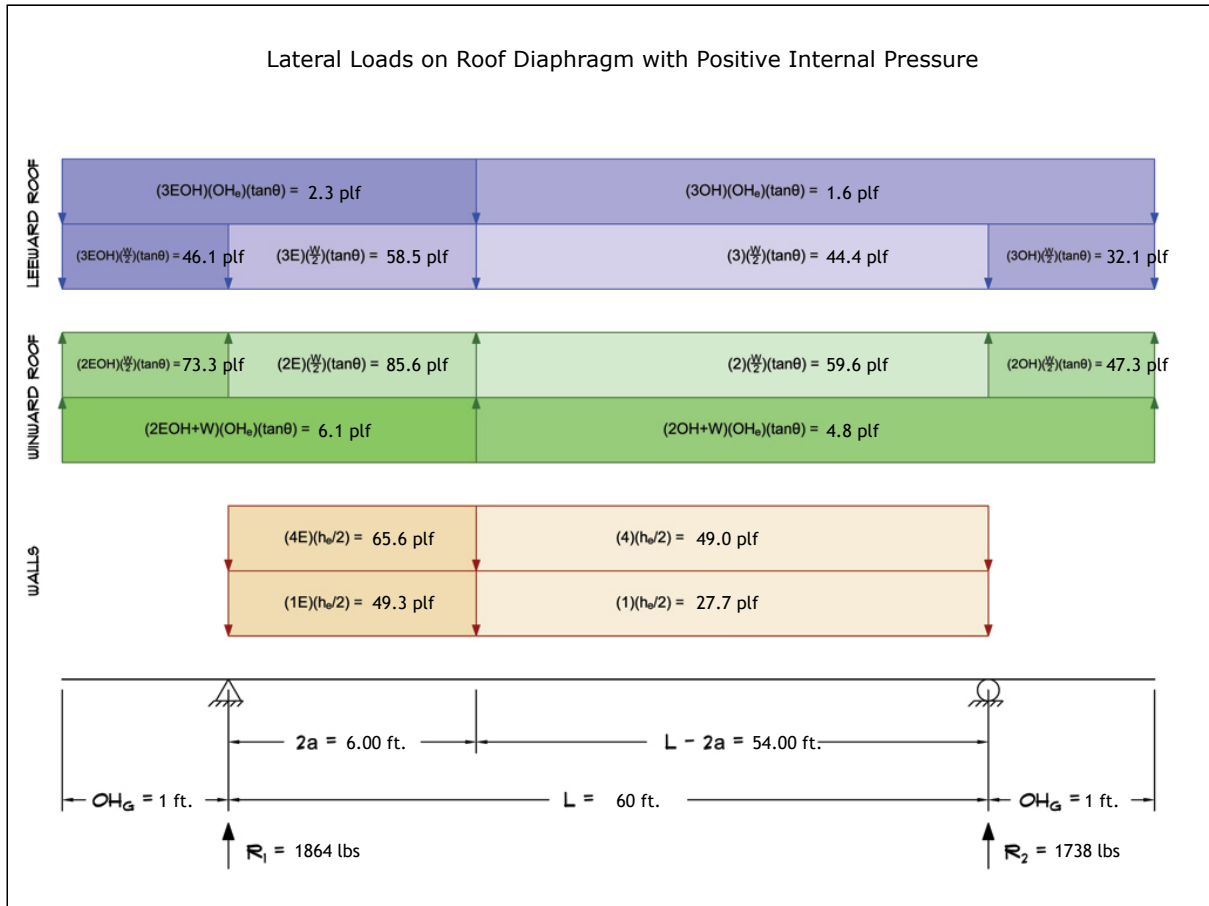 Lateral Loads on Roof Diaphragm with Positive Internal Pressure
LEEWARD ROOF
(3EOH)(OHₑ)(tanθ) = 2.3 plf
(3OH)(OHₑ)(tanθ) = 1.6 plf
(3EOH)(W/2)(tanθ) = 46.1 plf
(3E)(W/2)(tanθ) = 58.5 plf
(3)(W/2)(tanθ) = 44.4 plf
(3OH)(W/2)(tanθ) = 32.1 plf
WINWARD ROOF
(2EOH)(W/2)(tanθ) = 73.3 plf
(2E)(W/2)(tanθ) = 85.6 plf
(2)(W/2)(tanθ) = 59.6 plf
(2OH)(W/2)(tanθ) = 47.3 plf
(2EOH+W)(OHₑ)(tanθ) = 6.1 plf
(2OH+W)(OHₑ)(tanθ) = 4.8 plf
WALLS
(4E)(hₑ/2) = 65.6 plf
(4)(hₑ/2) = 49.0 plf
(1E)(hₑ/2) = 49.3 plf
(1)(hₑ/2) = 27.7 plf
2a = 6.00 ft.
L - 2a = 54.00 ft.
OH_G = 1 ft.
L = 60 ft.
OH_G = 1 ft.
R₁ = 1864 lbs
R₂ = 1738 lbs